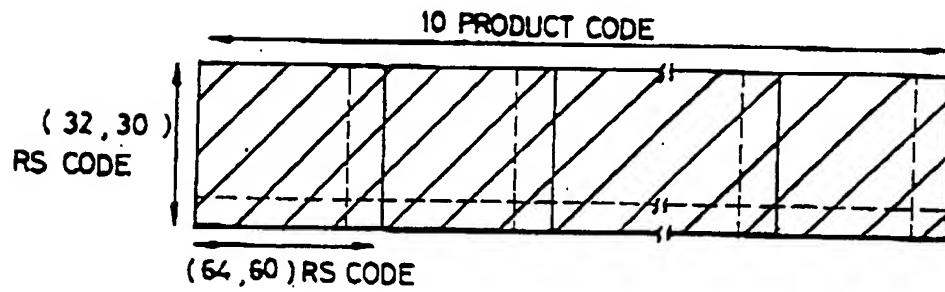 10 PRODUCT CODE
( 32 , 30 )
RS CODE
( 64 , 60 ) RS CODE